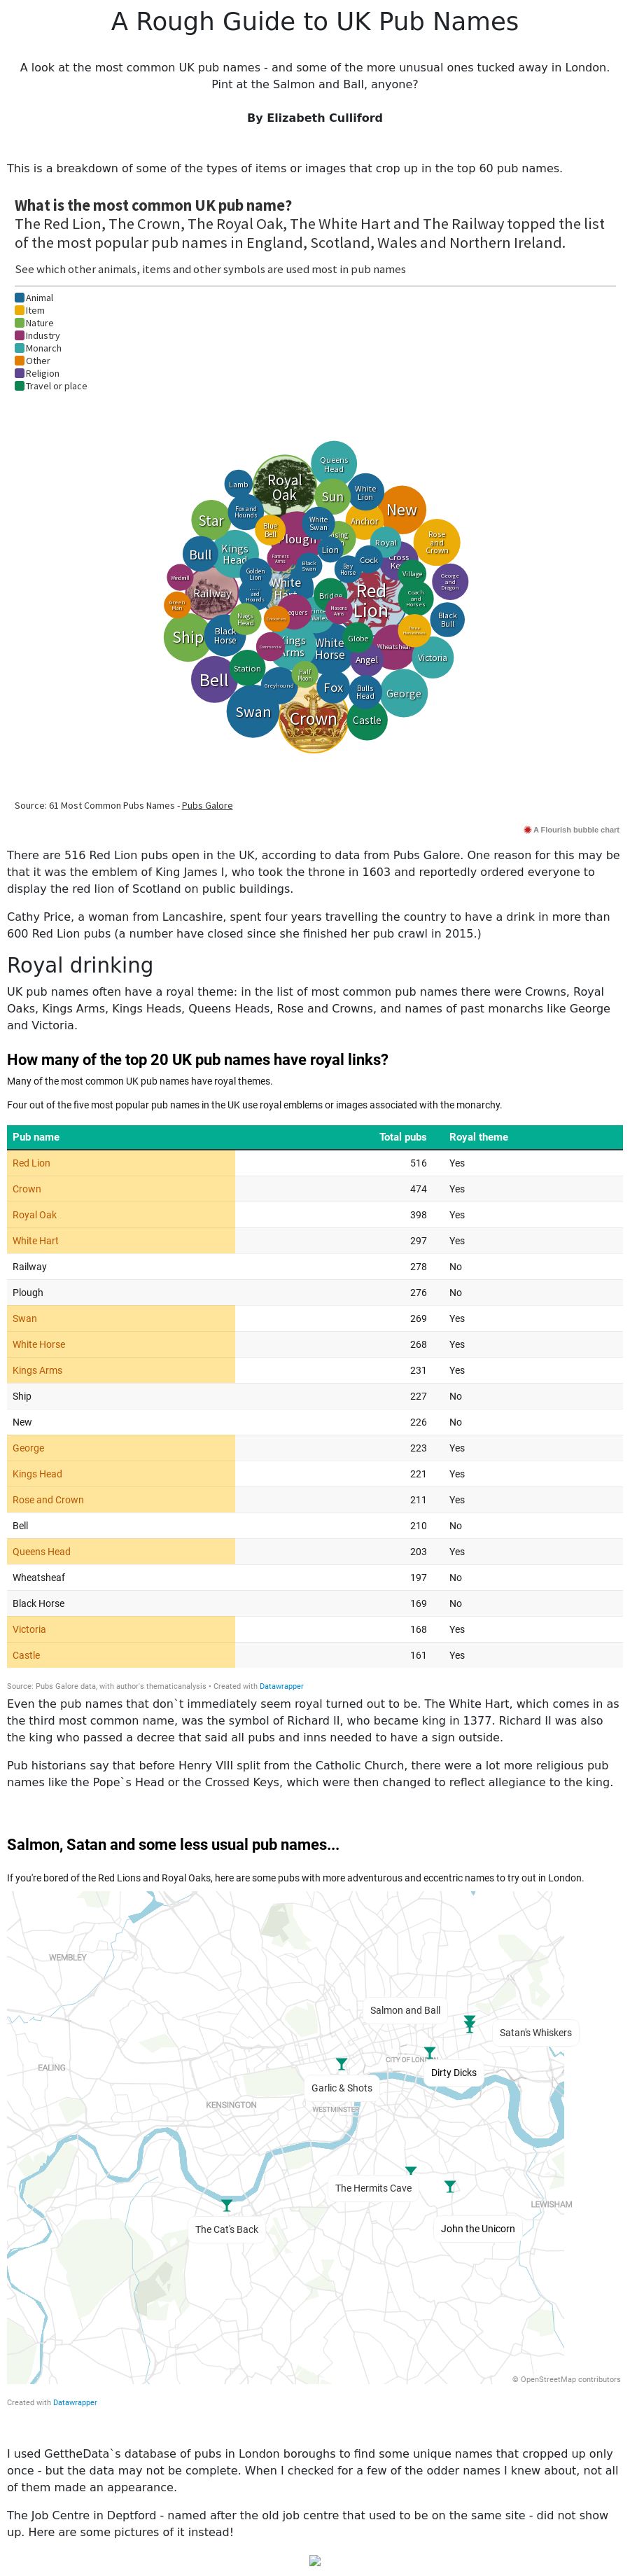 A Rough Guide to UK Pub Names
A look at the most common UK pub names - and some of the more unusual ones tucked away in London.
Pint at the Salmon and Ball, anyone?
By Elizabeth Culliford
This is a breakdown of some of the types of items or images that crop up in the top 60 pub names.
What is the most common UK pub name?
The Red Lion, The Crown, The Royal Oak, The White Hart and The Railway topped the list
of the most popular pub names in England, Scotland, Wales and Northern Ireland.
See which other animals, items and other symbols are used most in pub names
Animal
Item
Nature
Industry
Monarch
Other
Religion
Travel or place
Queens
Head
Royal
Oak
Lamb
White
Lion
Sun
New
Fox and
Hounds
Star
Anchor
White
Swan
Blue
Bell
Plough
Rose
and
Crown
Royal
Bull
Kings
Head
Lion
Farmers
Arms
Black
Swan
Cock
Cross
Bay
Horse
Village
Windmill
Golden
Lion
George
and
Dragon
Railway
White
Hart
Red
Lion
and
Hounds
Bridge
Coach
and
Horses
Green
Man
Masons
Arms
Wales
Black
Bull
Nags
Head
Ship
Black
Horse
Globe
Kings
Arms
White
Horse
Wheatsheaf
Angel
Victoria
Station
Bell
Half
Moon
Greyhound
Fox
Bulls
Head
George
Swan
Crown
Castle
Source: 61 Most Common Pubs Names - Pubs Galore
A Flourish bubble chart
There are 516 Red Lion pubs open in the UK, according to data from Pubs Galore. One reason for this may be
that it was the emblem of King James I, who took the throne in 1603 and reportedly ordered everyone to
display the red lion of Scotland on public buildings.
Cathy Price, a woman from Lancashire, spent four years travelling the country to have a drink in more than
600 Red Lion pubs (a number have closed since she finished her pub crawl in 2015.)
Royal drinking
UK pub names often have a royal theme: in the list of most common pub names there were Crowns, Royal
Oaks, Kings Arms, Kings Heads, Queens Heads, Rose and Crowns, and names of past monarchs like George
and Victoria.
How many of the top 20 UK pub names have royal links?
Many of the most common UK pub names have royal themes.
Four out of the five most popular pub names in the UK use royal emblems or images associated with the monarchy.
Pub name Total pubs Royal theme
Red Lion 516 Yes
Crown 474 Yes
Royal Oak 398 Yes
White Hart 297 Yes
Railway 278 No
Plough 276 No
Swan 269 Yes
White Horse 268 Yes
Kings Arms 231 Yes
Ship 227 No
New 226 No
George 223 Yes
Kings Head 221 Yes
Rose and Crown 211 Yes
Bell 210 No
Queens Head 203 Yes
Wheatsheaf 197 No
Black Horse 169 No
Victoria 168 Yes
Castle 161 Yes
Source: Pubs Galore data, with author's thematicanalysis • Created with Datawrapper
Even the pub names that don`t immediately seem royal turned out to be. The White Hart, which comes in as
the third most common name, was the symbol of Richard II, who became king in 1377. Richard II was also
the king who passed a decree that said all pubs and inns needed to have a sign outside.
Pub historians say that before Henry VIII split from the Catholic Church, there were a lot more religious pub
names like the Pope`s Head or the Crossed Keys, which were then changed to reflect allegiance to the king.
Salmon, Satan and some less usual pub names...
If you're bored of the Red Lions and Royal Oaks, here are some pubs with more adventurous and eccentric names to try out in London.
WEMBLEY
Salmon and Ball
Satan's Whiskers
CITY OF LON
EALING
Dirty Dicks
Garlic & Shots
KENSINGTON
WESTMINSTER
The Hermits Cave
LEWISHAM
The Cat's Back
John the Unicorn
© OpenStreetMap contributors
Created with Datawrapper
I used GettheData`s database of pubs in London boroughs to find some unique names that cropped up only
once - but the data may not be complete. When I checked for a few of the odder names I knew about, not all
of them made an appearance.
The Job Centre in Deptford - named after the old job centre that used to be on the same site - did not show
up. Here are some pictures of it instead!